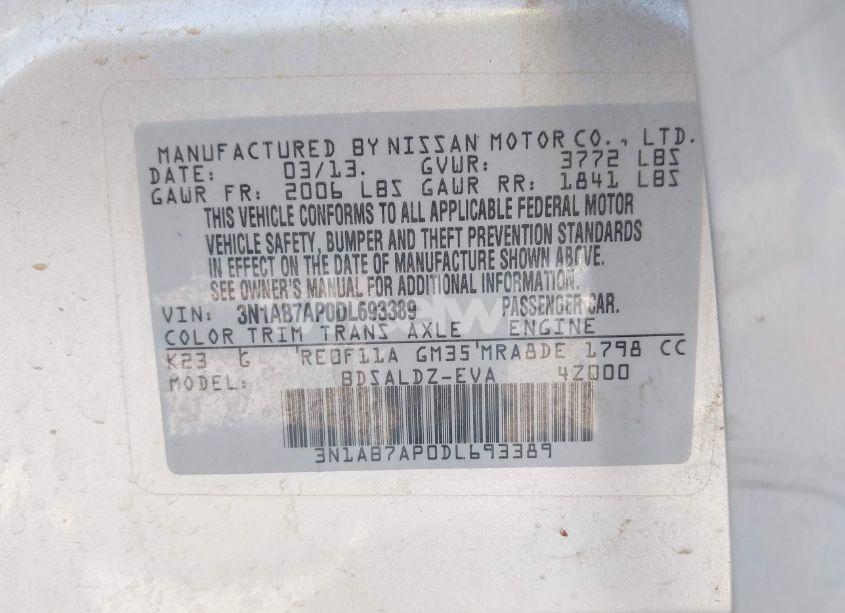 MANUFACTURED BY NISSAN MOTOR CO., LTD.
DATE: 03/13. GVWR: 3772 LBS
GAWR FR: 2006 LBS GAWR RR: 1841 LBS
THIS VEHICLE CONFORMS TO ALL APPLICABLE FEDERAL MOTOR
VEHICLE SAFETY, BUMPER AND THEFT PREVENTION STANDARDS
IN EFFECT ON THE DATE OF MANUFACTURE SHOWN ABOVE.
SEE OWNER'S MANUAL FOR ADDITIONAL INFORMATION.
VIN: 3N1AB7AP0DL693389 PASSENGER CAR.
COLOR TRIM TRANS AXLE ENGINE
K23 G RE0F11A GM35 MRA8DE 1798 CC
MODEL: BDSALDZ-EVA 4Z000
3N1AB7AP0DL693389